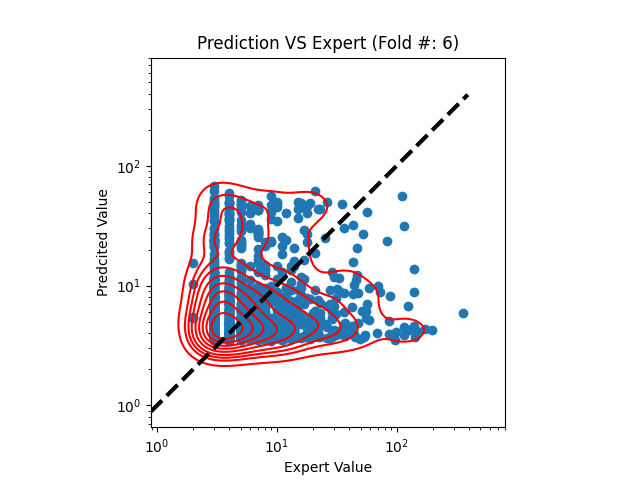 Prediction VS Expert (Fold #: 6)
10²
10¹
10⁰
Predcited Value
10⁰ 10¹ 10²
Expert Value